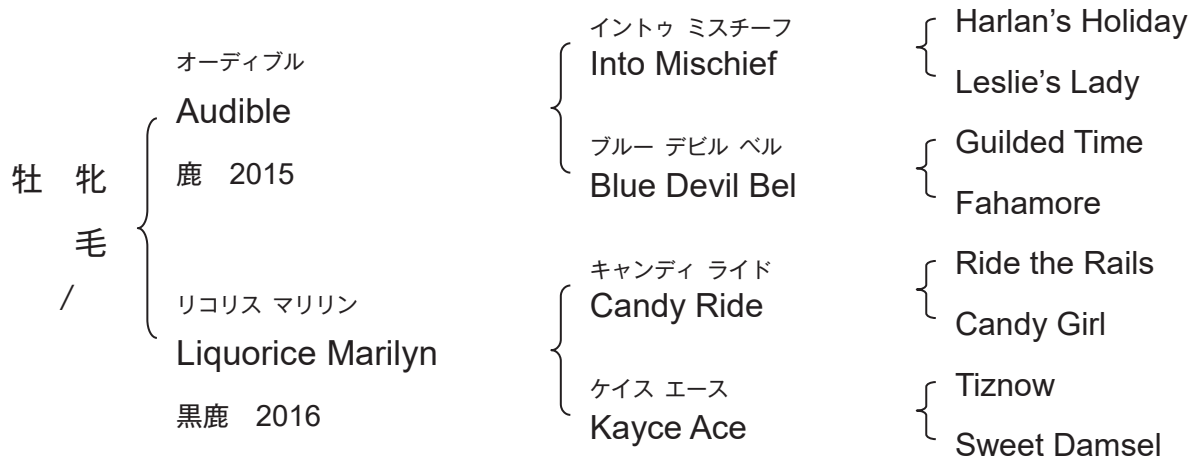 牡 牝
毛
/
オーディブル
Audible
鹿 2015
リコリス マリリン
Liquorice Marilyn
黒鹿 2016
イントゥ ミスチーフ
Into Mischief
ブルー デビル ベル
Blue Devil Bel
キャンディ ライド
Candy Ride
ケイス エース
Kayce Ace
Harlan's Holiday
Leslie's Lady
Guilded Time
Fahamore
Ride the Rails
Candy Girl
Tiznow
Sweet Damsel